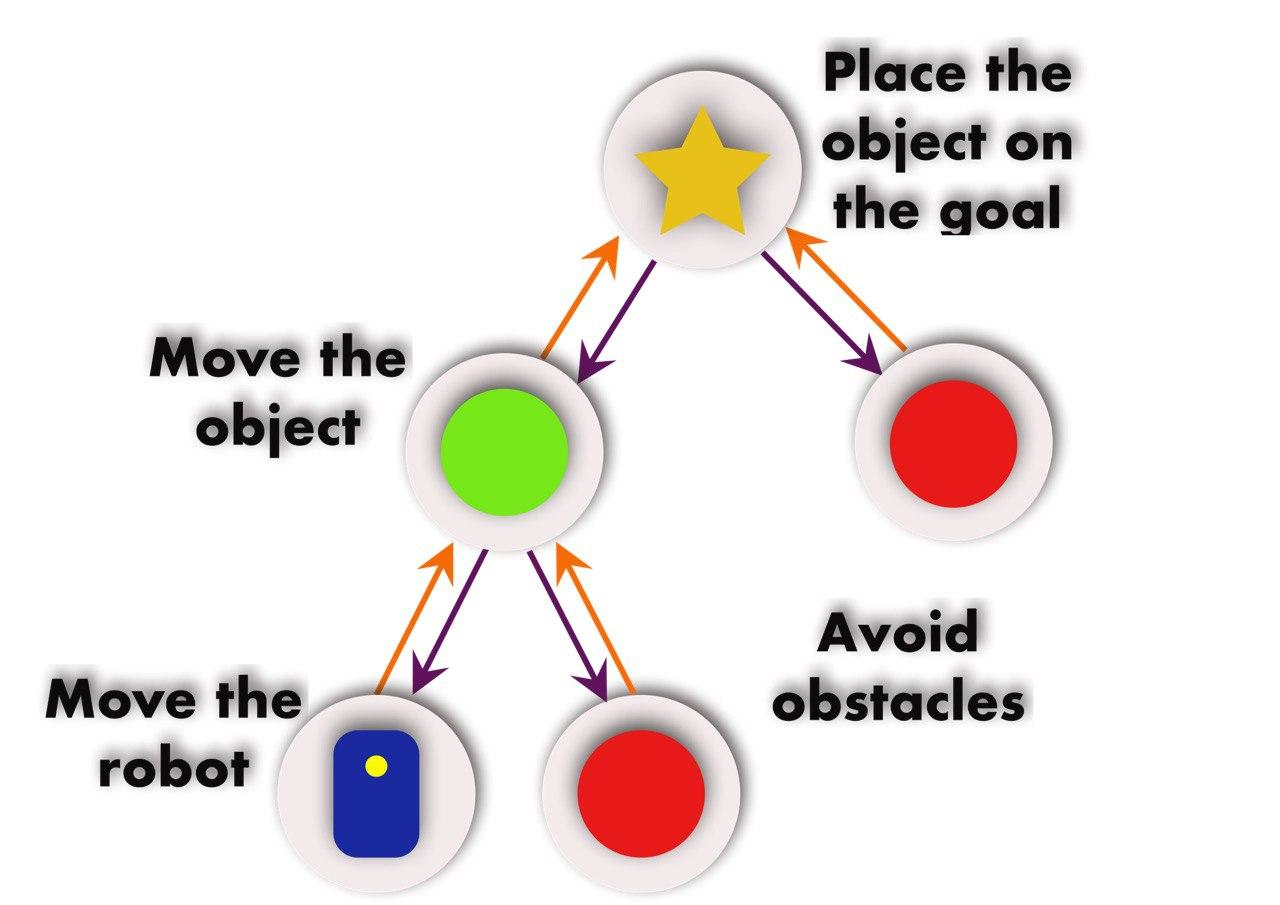 Place the
object on
the goal
Move the
object
Avoid
obstacles
Move the
robot